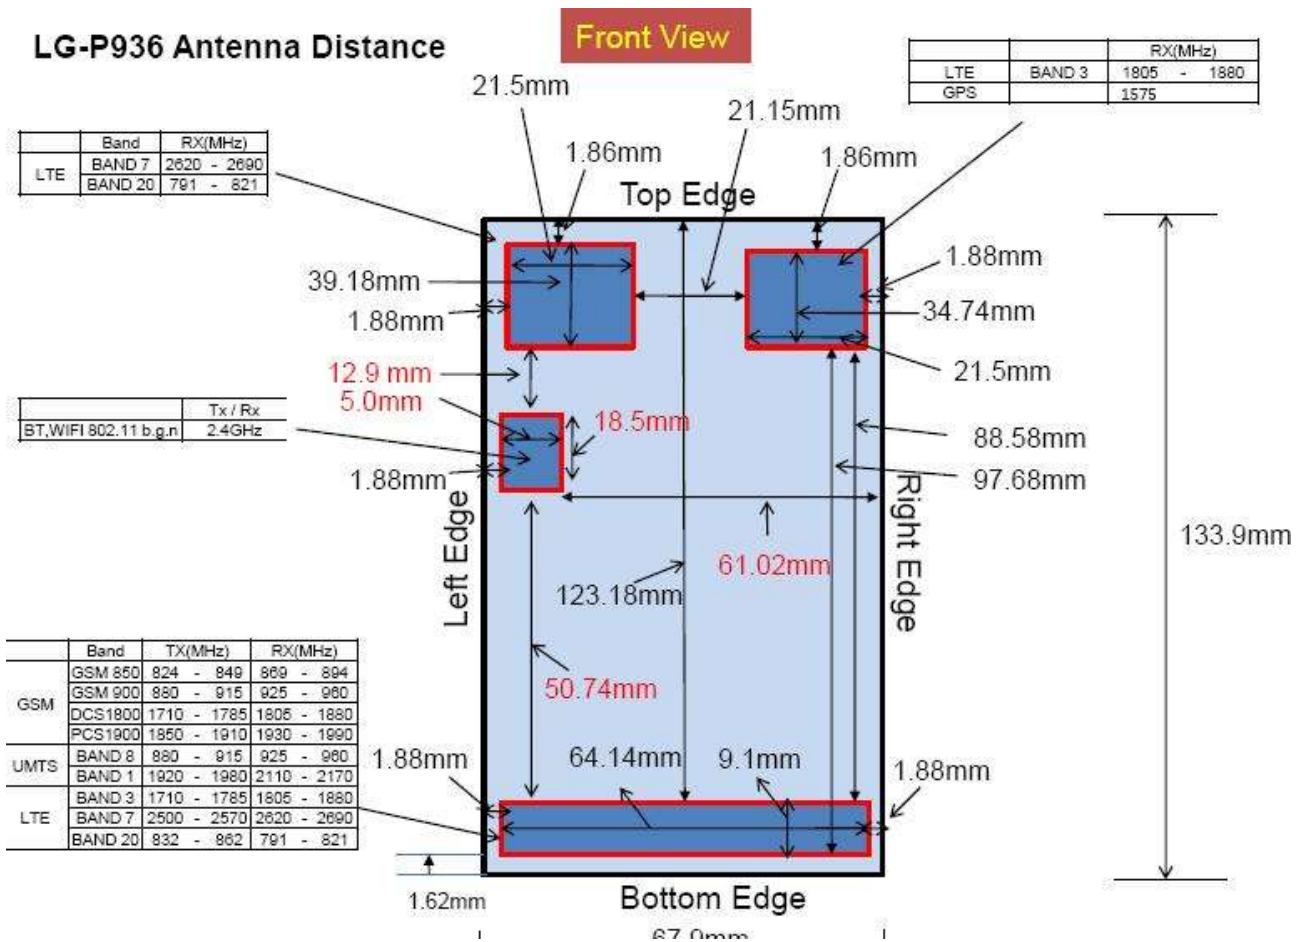 LG-P936 Antenna Distance
Front View
RX(MHz)
LTE BAND 3 1805 - 1880
GPS 1575
21.5mm
21.15mm
1.86mm
1.86mm
Band RX(MHz)
LTE
BAND 7 2620 - 2690
BAND 20 791 - 821
Top Edge
39.18mm
1.88mm
1.88mm
34.74mm
12.9 mm
5.0mm
21.5mm
Tx / Rx
BT,WIFI 802.11 b.g.n 2.4GHz
18.5mm
88.58mm
1.88mm
97.68mm
Left Edge
Right Edge
133.9mm
61.02mm
123.18mm
50.74mm
Band TX(MHz) RX(MHz)
GSM
GSM 850 824 - 849 869 - 894
GSM 900 880 - 915 925 - 960
DCS1800 1710 - 1785 1805 - 1880
PCS1900 1850 - 1910 1930 - 1990
UMTS
BAND 8 880 - 915 925 - 960
BAND 1 1920 - 1980 2110 - 2170
LTE
BAND 3 1710 - 1785 1805 - 1880
BAND 7 2500 - 2570 2620 - 2690
BAND 20 832 - 862 791 - 821
1.88mm
64.14mm
9.1mm
1.88mm
1.62mm
Bottom Edge
67.9mm